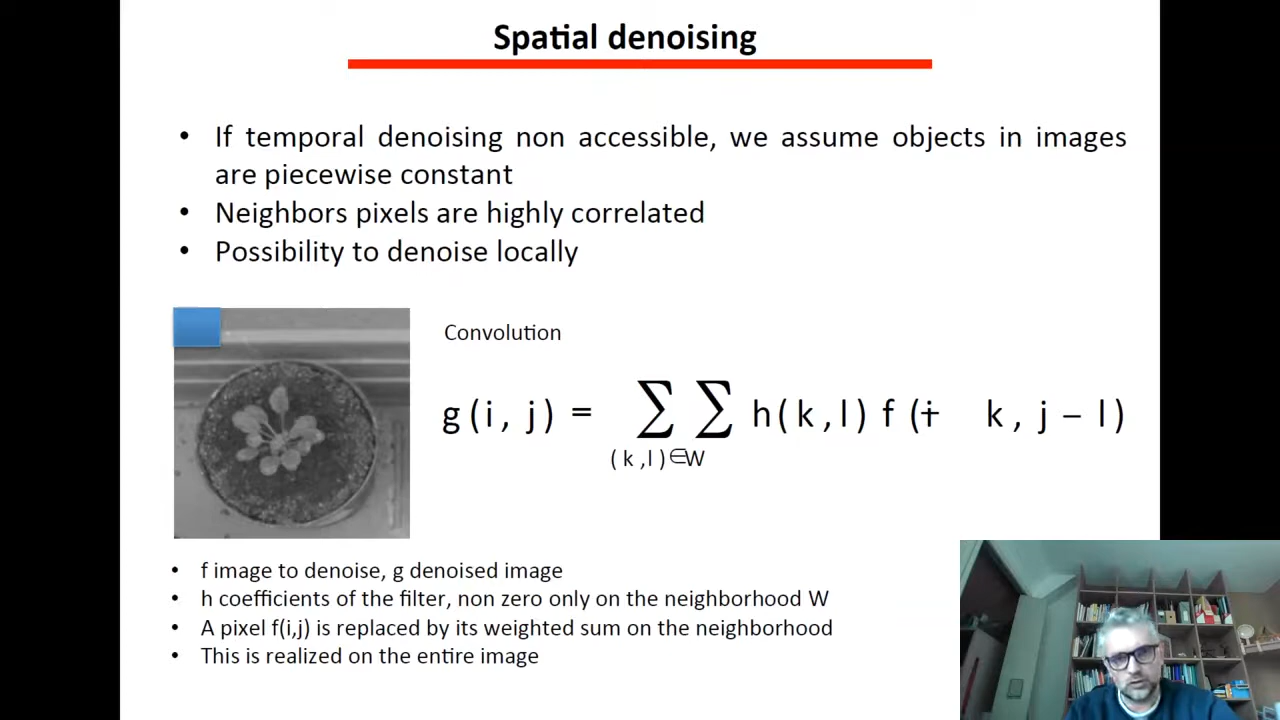 Spatial denoising
• If temporal denoising non accessible, we assume objects in images
are piecewise constant
• Neighbors pixels are highly correlated
• Possibility to denoise locally
Convolution
g(i, j) = ∑ ∑ h(k,l) f (i- k, j – l)
(k,l)∈W
• f image to denoise, g denoised image
• h coefficients of the filter, non zero only on the neighborhood W
• A pixel f(i,j) is replaced by its weighted sum on the neighborhood
• This is realized on the entire image